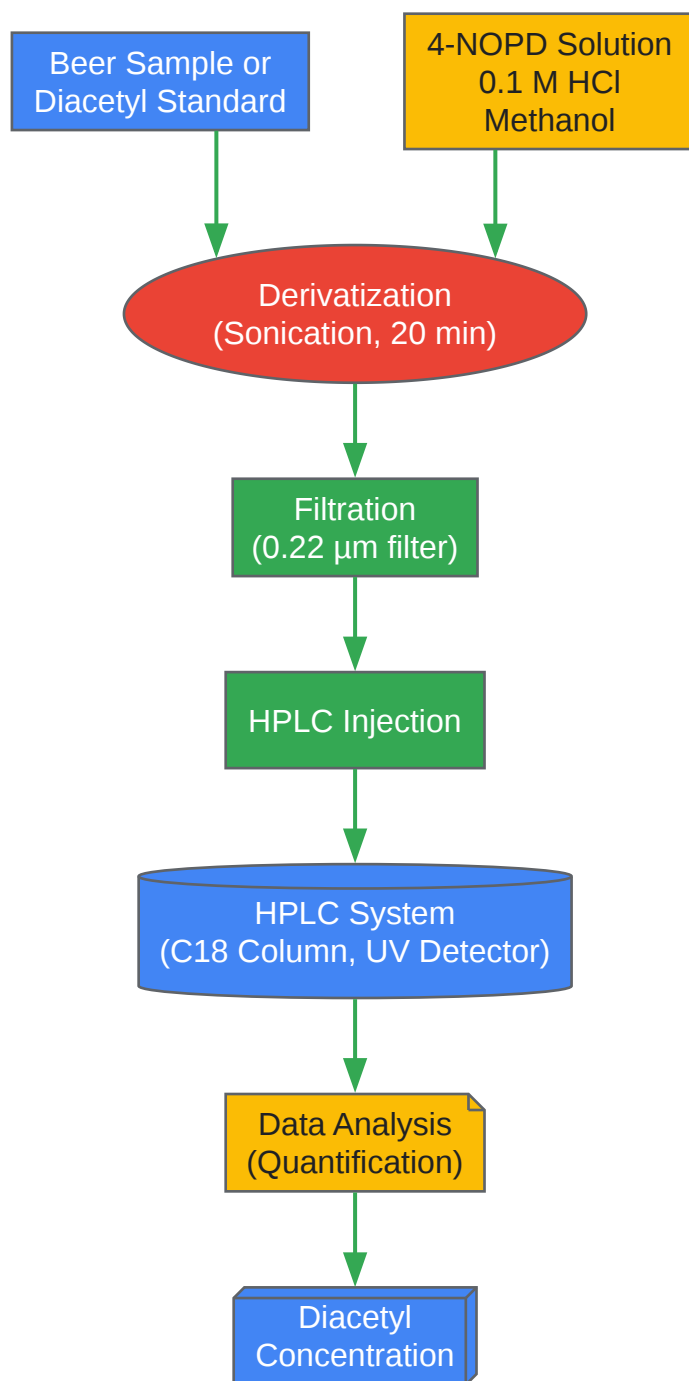 Beer Sample or
Diacetyl Standard
4-NOPD Solution
0.1 M HCl
Methanol
Derivatization
(Sonication, 20 min)
Filtration
(0.22 µm filter)
HPLC Injection
HPLC System
(C18 Column, UV Detector)
Data Analysis
(Quantification)
Diacetyl
Concentration